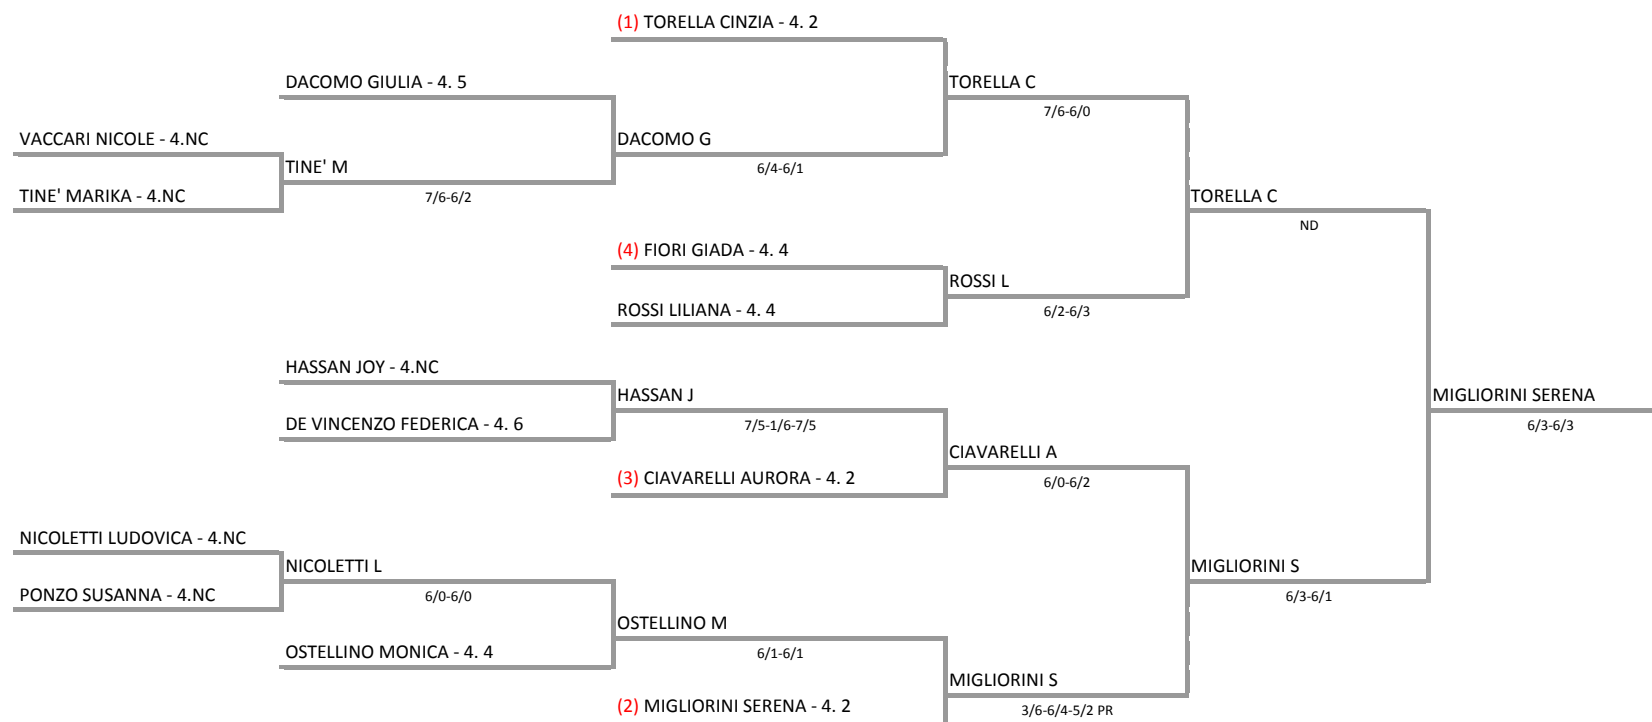 (1) TORELLA CINZIA - 4. 2
DACOMO GIULIA - 4. 5
TORELLA C
7/6-6/0
VACCARI NICOLE - 4.NC
DACOMO G
TINE' M
6/4-6/1
TINE' MARIKA - 4.NC
7/6-6/2
TORELLA C
ND
(4) FIORI GIADA - 4. 4
ROSSI L
ROSSI LILIANA - 4. 4
6/2-6/3
HASSAN JOY - 4.NC
HASSAN J
MIGLIORINI SERENA
DE VINCENZO FEDERICA - 4. 6
7/5-1/6-7/5
6/3-6/3
CIAVARELLI A
(3) CIAVARELLI AURORA - 4. 2
6/0-6/2
NICOLETTI LUDOVICA - 4.NC
NICOLETTI L
MIGLIORINI S
PONZO SUSANNA - 4.NC
6/0-6/0
6/3-6/1
OSTELLINO M
OSTELLINO MONICA - 4. 4
6/1-6/1
MIGLIORINI S
(2) MIGLIORINI SERENA - 4. 2
3/6-6/4-5/2 PR